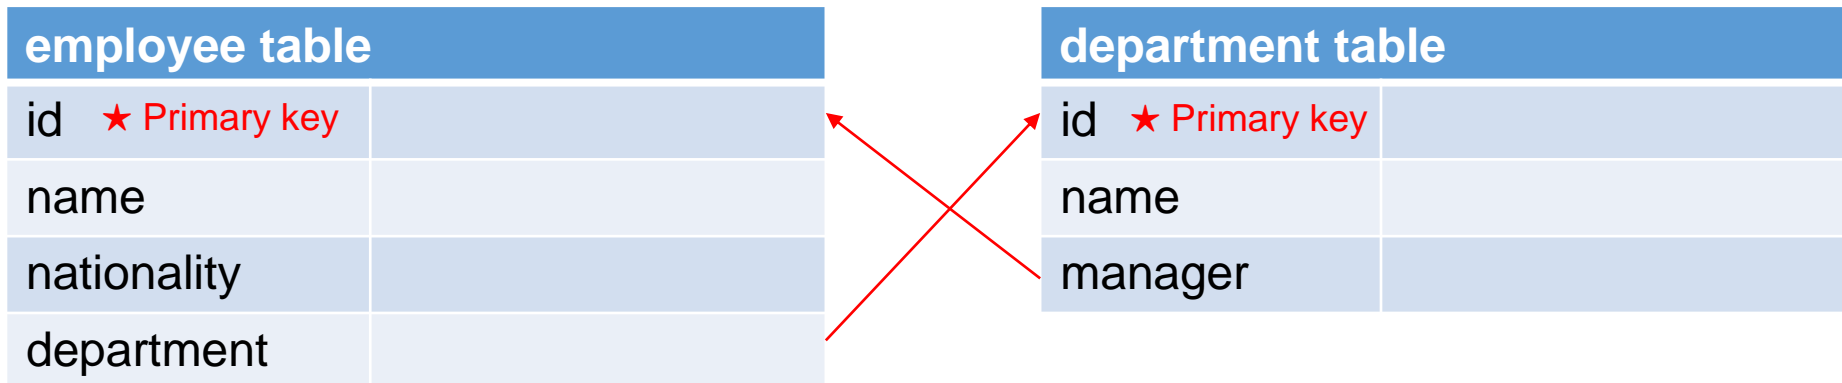 employee table
id ★ Primary key
name
nationality
department
department table
id ★ Primary key
name
manager